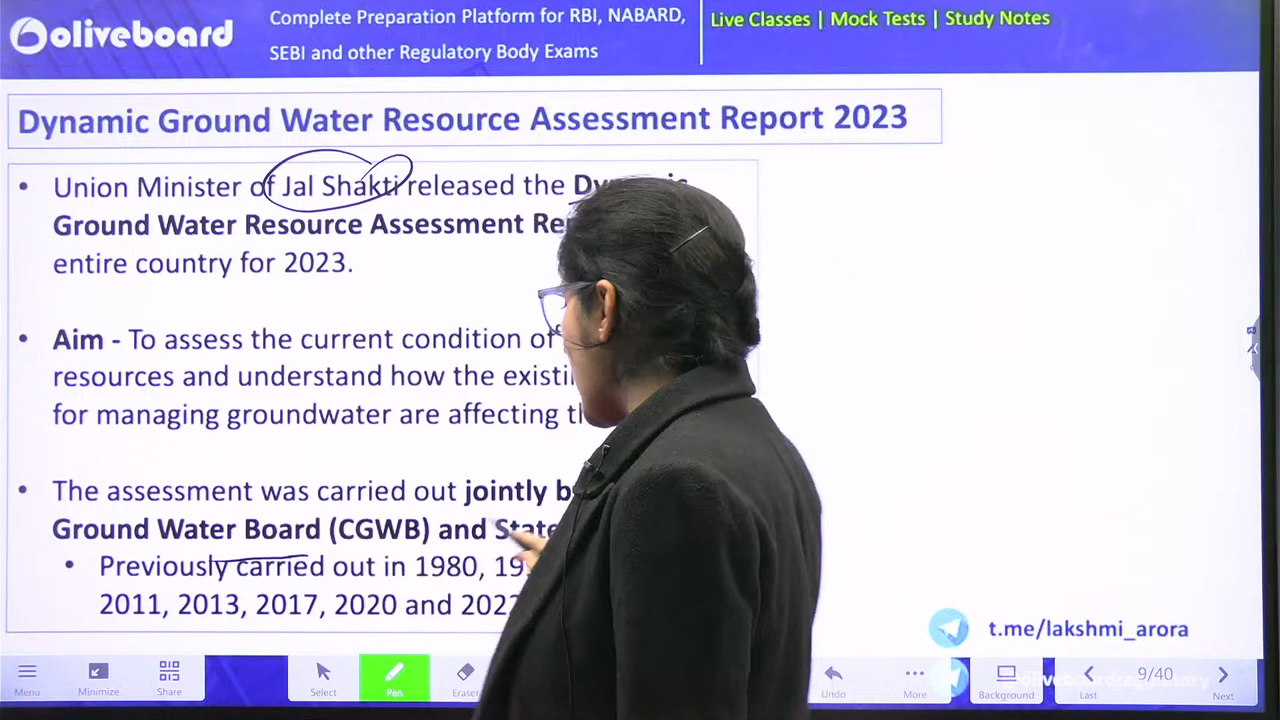 oliveboard
Complete Preparation Platform for RBI, NABARD,
SEBI and other Regulatory Body Exams
Live Classes | Mock Tests | Study Notes
Dynamic Ground Water Resource Assessment Report 2023
• Union Minister of Jal Shakti released the
Ground Water Resource Assessment
entire country for 2023.
• Aim - To assess the current condition of
resources and understand how the
for managing groundwater are affecting
• The assessment was carried out jointly
Ground Water Board (CGWB) and State
• Previously carried out in 1980,
2011, 2013, 2017, 2020 and
t.me/lakshmi_arora
Menu
Minimize
Share
Select
Pen
Eraser
Undo
More
Background
Last
9/40
Next